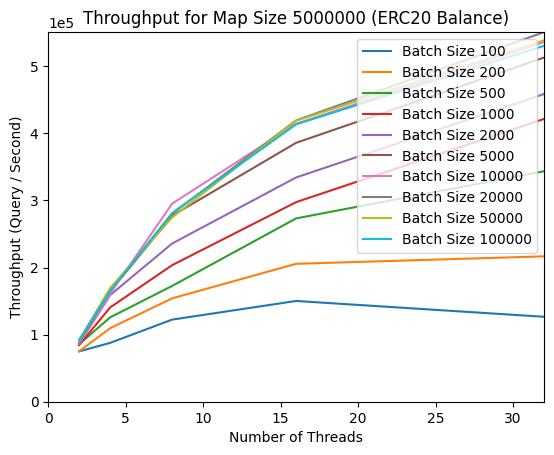 Throughput for Map Size 5000000 (ERC20 Balance)
1e5
Batch Size 100
Batch Size 200
Batch Size 500
Batch Size 1000
Batch Size 2000
Batch Size 5000
Batch Size 10000
Batch Size 20000
Batch Size 50000
Batch Size 100000
Throughput (Query / Second)
5
4
3
2
1
0
0 5 10 15 20 25 30
Number of Threads